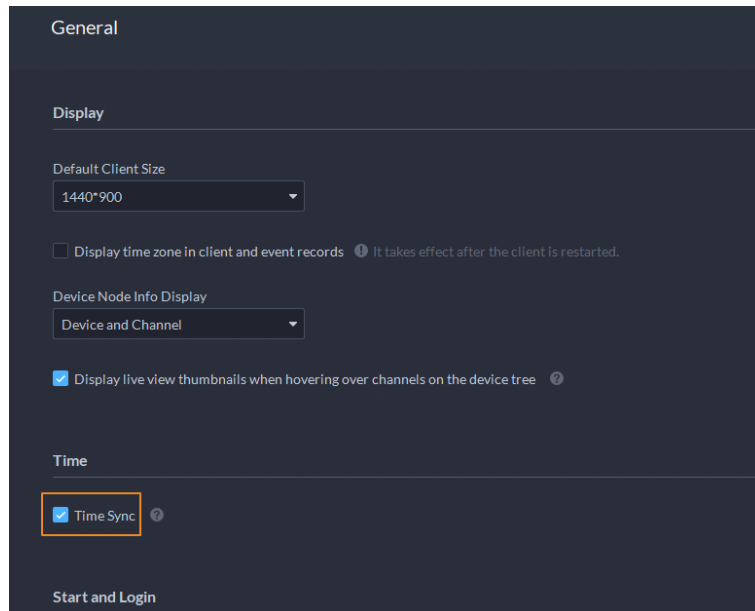 General
Display
Default Client Size
1440*900
Display time zone in client and event records It takes effect after the client is restarted.
Device Node Info Display
Device and Channel
Display live view thumbnails when hovering over channels on the device tree
Time
Time Sync
Start and Login